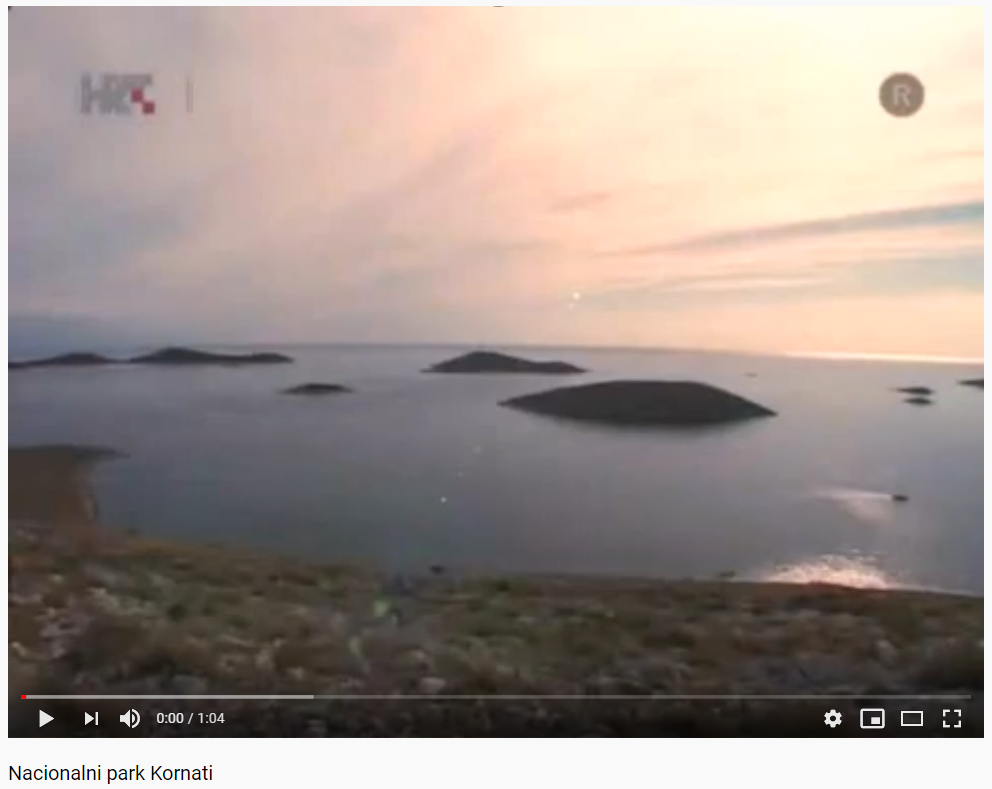 HRT
R
0:00 / 1:04
Nacionalni park Kornati